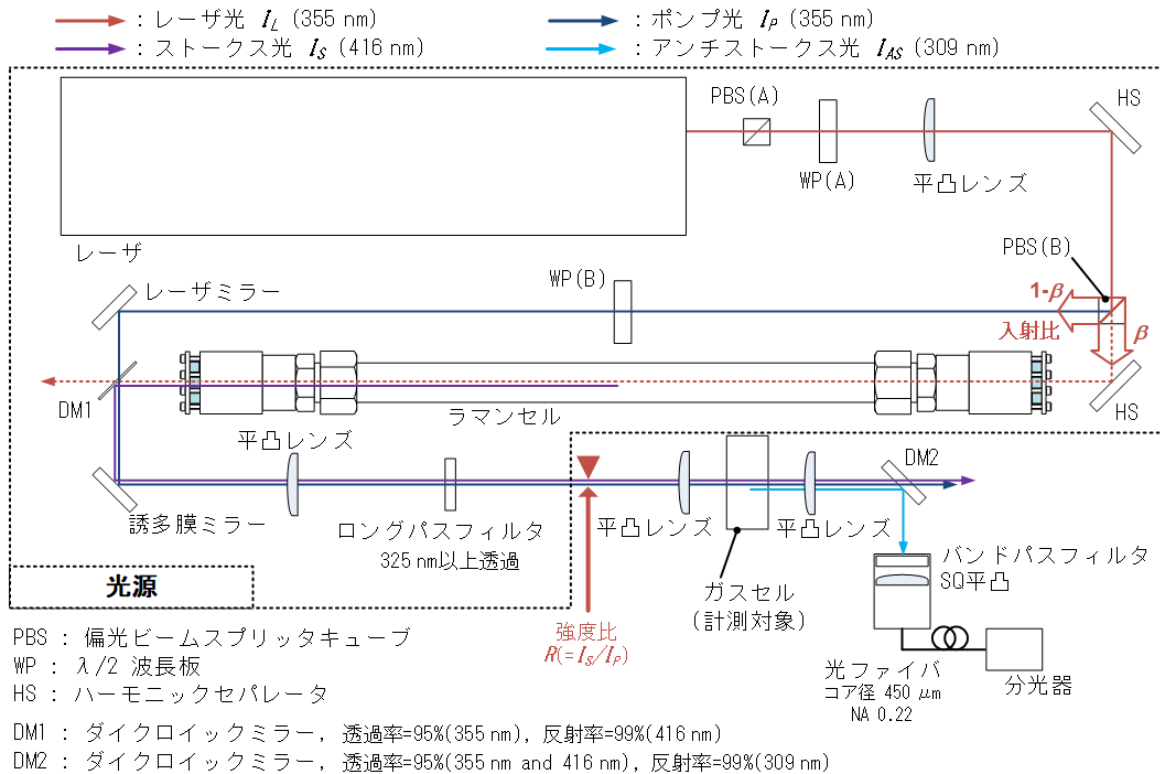 : レーザ光 I_L (355 nm)
: ポンプ光 I_P (355 nm)
: ストークス光 I_S (416 nm)
: アンチストークス光 I_AS (309 nm)
PBS(A)
HS
WP(A)
平凸レンズ
レーザ
PBS(B)
レーザミラー
WP(B)
1-β
入射比
β
DM1
ラマンセル
HS
平凸レンズ
DM2
誘多膜ミラー
ロングパスフィルタ
325 nm以上透過
平凸レンズ
平凸レンズ
バンドパスフィルタ
SQ平凸
光源
ガスセル
(計測対象)
強度比
R(=I_S/I_P)
光ファイバ
コア径 450 μm
NA 0.22
分光器
PBS : 偏光ビームスプリッタキューブ
WP : λ/2 波長板
HS : ハーモニックセパレータ
DM1 : ダイクロイックミラー, 透過率=95%(355 nm), 反射率=99%(416 nm)
DM2 : ダイクロイックミラー, 透過率=95%(355 nm and 416 nm), 反射率=99%(309 nm)